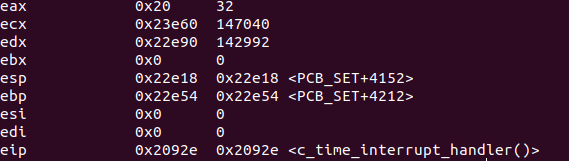 eax 0x20 32
ecx 0x23e60 147040
edx 0x22e90 142992
ebx 0x0 0
esp 0x22e18 0x22e18 <PCB_SET+4152>
ebp 0x22e54 0x22e54 <PCB_SET+4212>
esi 0x0 0
edi 0x0 0
eip 0x2092e 0x2092e <c_time_interrupt_handler()>